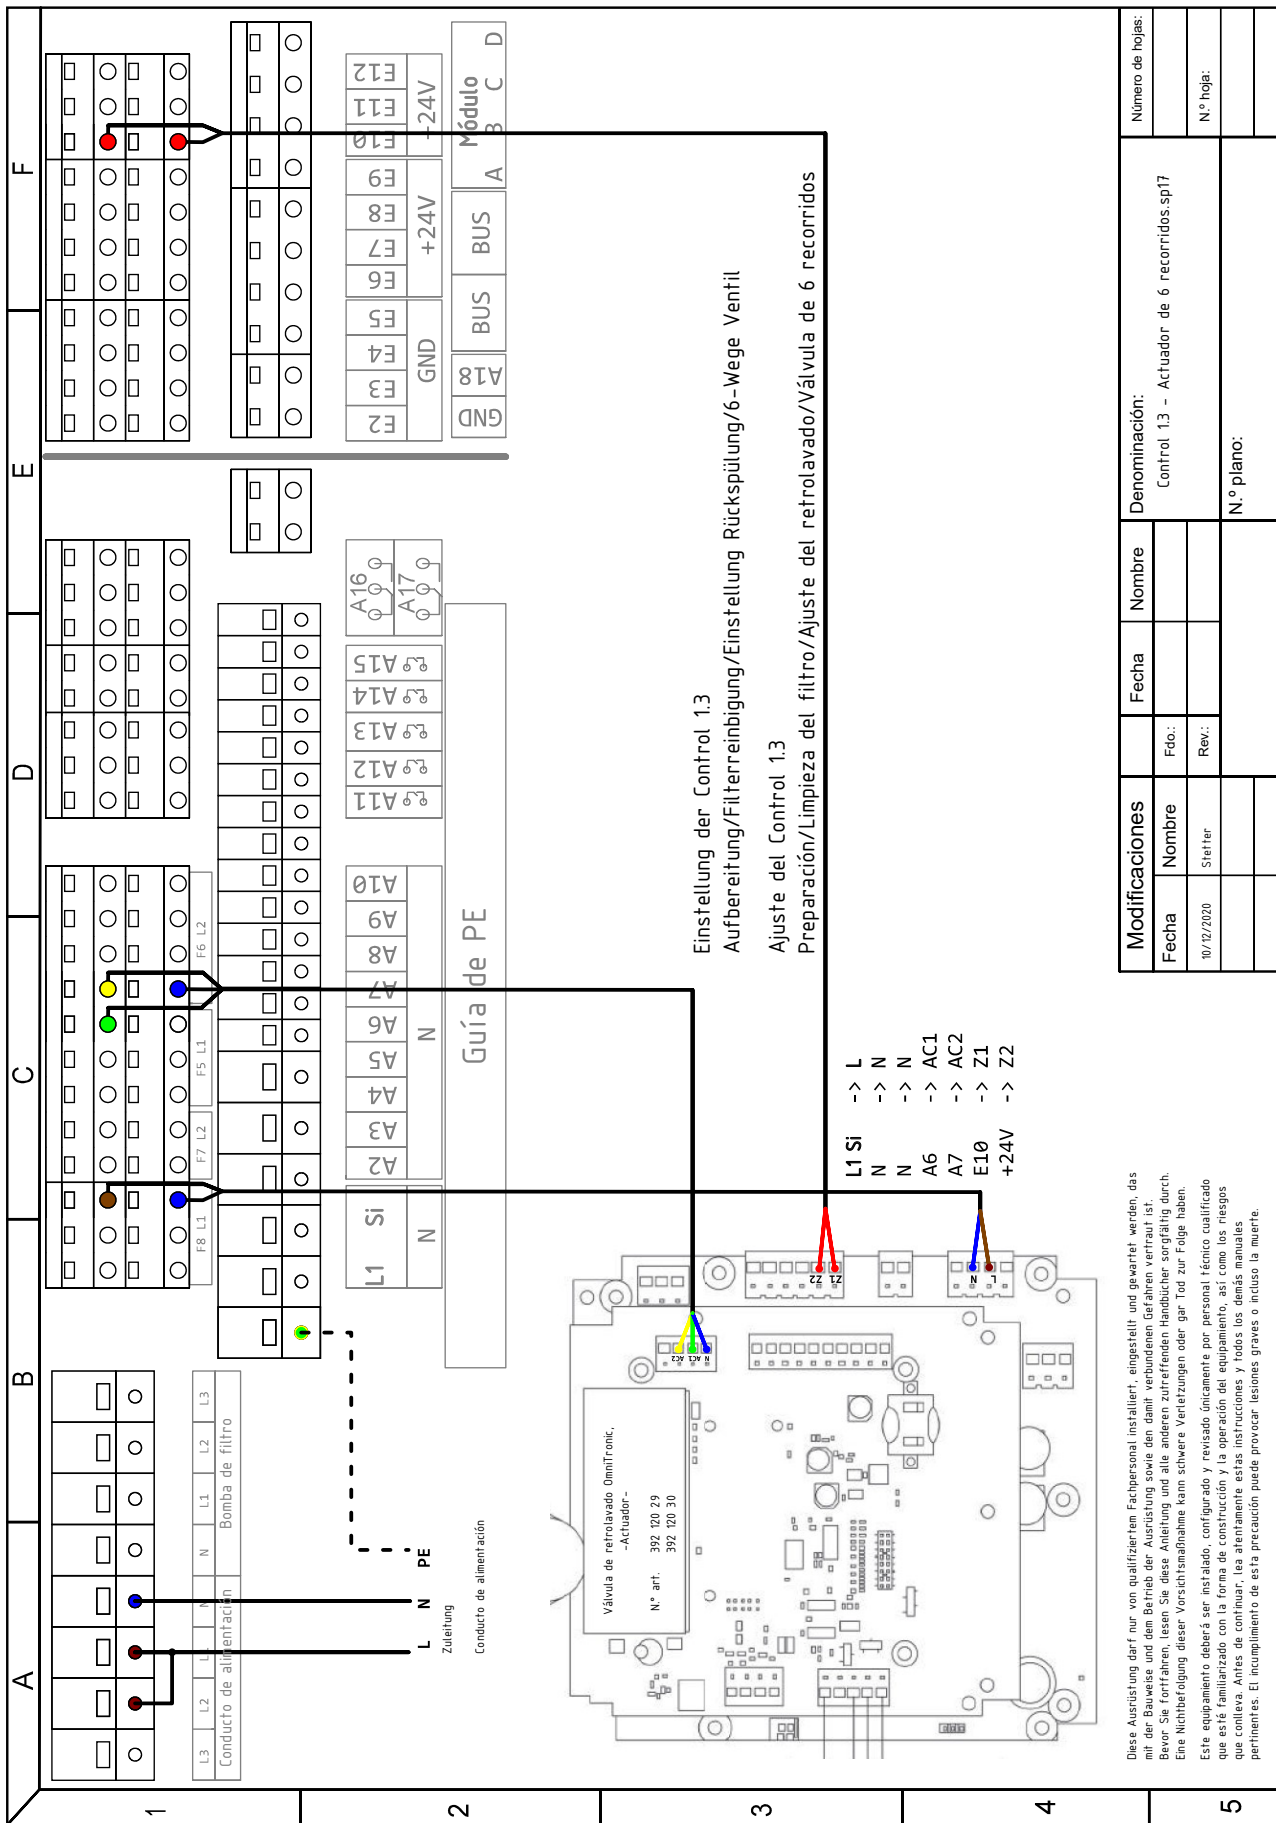 A
B
C
D
E
F
1
2
3
4
5
L3
L2
L1
N
N
L1
L2
L3
Conducto de alimentación
Bomba de filtro
F8 L1
F7 L2
F5 L1
F6 L2
L1 Si
N
A2
A3
A4
A5
A6
A7
A8
A9
A10
N
Guía de PE
A11
A12
A13
A14
A15
A16
A17
E2
E3
E4
E5
E6
E7
E8
E9
E10
E11
E12
GND
+24V
+24V
GND
A18
BUS
BUS
Módulo
A B C D
L
N
PE
Zuleitung
Conducto de alimentación
Einstellung der Control 1.3
Aufbereitung/Filterreinbigung/Einstellung Rückspülung/6-Wege Ventil
Ajuste del Control 1.3
Preparación/Limpieza del filtro/Ajuste del retrolavado/Válvula de 6 recorridos
L1 Si -> L
N -> N
N -> N
A6 -> AC1
A7 -> AC2
E10 -> Z1
+24V -> Z2
Válvula de retrolavado OmniTronic,
-Actuador-
N.º art. 392 120 29
392 120 30
AC2
AC1
N
Z2
Z1
N
L
Diese Ausrüstung darf nur von qualifiziertem Fachpersonal installiert, eingestellt und gewartet werden, das
mit der Bauweise und dem Betrieb der Ausrüstung sowie den damit verbundenen Gefahren vertraut ist.
Bevor Sie fortfahren, lesen Sie diese Anleitung und alle anderen zutreffenden Handbücher sorgfältig durch.
Eine Nichtbefolgung dieser Vorsichtsmaßnahme kann schwere Verletzungen oder gar Tod zur Folge haben.
Este equipamiento deberá ser instalado, configurado y revisado únicamente por personal técnico cualificado
que esté familiarizado con la forma de construcción y la operación del equipamiento, así como los riesgos
que conlleva. Antes de continuar, lea atentamente estas instrucciones y todos los demás manuales
pertinentes. El incumplimiento de esta precaución puede provocar lesiones graves o incluso la muerte.
Modificaciones
Fecha
Nombre
10/12/2020
Stetter
Fecha
Nombre
Fdo.:
Rev.:
Denominación:
Control 1.3 - Actuador de 6 recorridos.sp17
N.º plano:
Número de hojas:
N.º hoja: